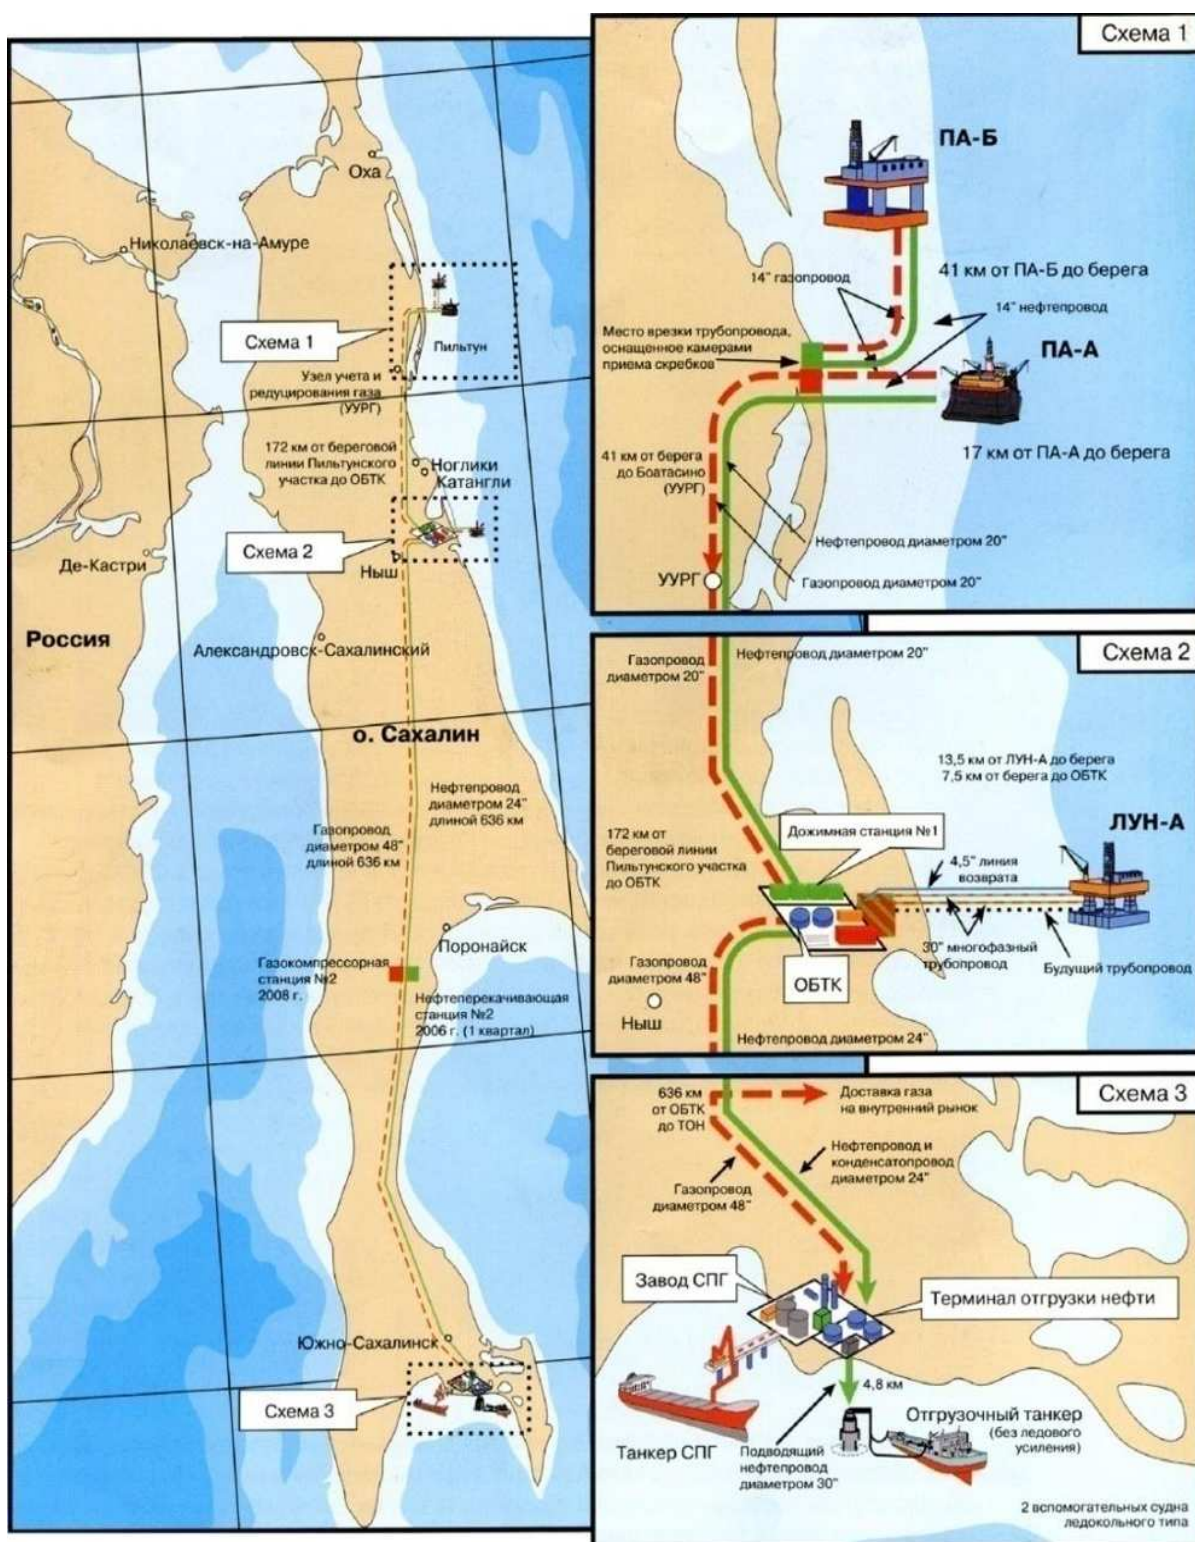 Оха
Николаевск-на-Амуре
Схема 1
Пильтун
Узел учета и
редуцирования газа
(УУРГ)
172 км от береговой
линии Пильтунского
участка до ОБТК
Ноглики
Катангли
Схема 2
Де-Кастри
Ныш
Россия
Александровск-Сахалинский
о. Сахалин
Нефтепровод
диаметром 24"
длиной 636 км
Газопровод
диаметром 48"
длиной 636 км
Поронайск
Газокомпрессорная
станция №2
2008 г.
Нефтеперекачивающая
станция №2
2006 г. (1 квартал)
Южно-Сахалинск
Схема 3
Схема 1
ПА-Б
14" газопровод
41 км от ПА-Б до берега
14" нефтепровод
Место врезки трубопровода,
оснащенное камерами
приема скребков
ПА-А
17 км от ПА-А до берега
41 км от берега
до Боатасино
(УУРГ)
Нефтепровод диаметром 20"
УУРГ
Газопровод диаметром 20"
Схема 2
Газопровод
диаметром 20"
Нефтепровод диаметром 20"
13,5 км от ЛУН-А до берега
7,5 км от берега до ОБТК
172 км от
береговой линии
Пильтунского участка
до ОБТК
Дожимная станция №1
ЛУН-А
4,5" линия
возврата
30" многофазный
трубопровод
Будущий трубопровод
Газопровод
диаметром 48"
ОБТК
Ныш
Нефтепровод диаметром 24"
Схема 3
636 км
от ОБТК
до ТОН
Доставка газа
на внутренний рынок
Нефтепровод и
конденсатопровод
диаметром 24"
Газопровод
диаметром 48"
Завод СПГ
Терминал отгрузки нефти
4,8 км
Танкер СПГ
Подводящий
нефтепровод
диаметром 30"
Отгрузочный танкер
(без ледового
усиления)
2 вспомогательных судна
ледокольного типа